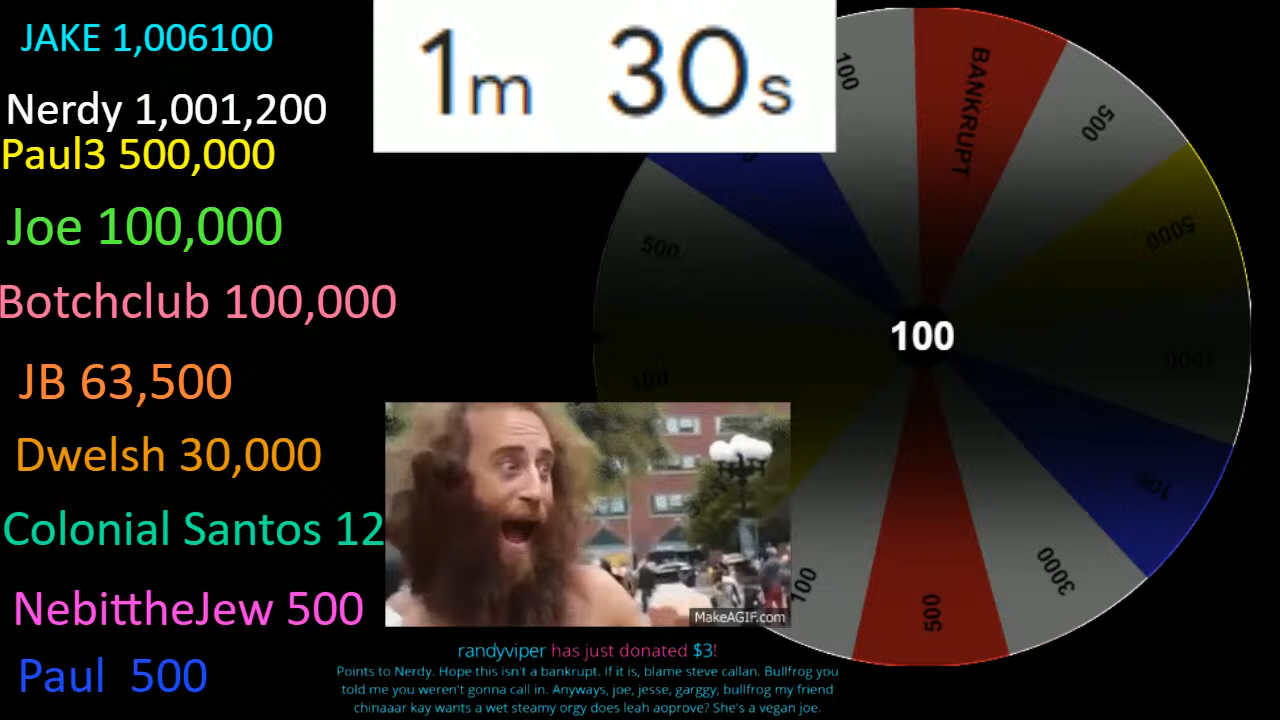 JAKE 1,006100
Nerdy 1,001,200
Paul3 500,000
Joe 100,000
Botchclub 100,000
JB 63,500
Dwelsh 30,000
Colonial Santos 12
NebittheJew 500
Paul 500
1m 30s
100
BANKRUPT
500
5000
1000
100
3000
500
100
100
500
0
100
MakeAGIF.com
randyviper has just donated $3!
Points to Nerdy. Hope this isn't a bankrupt. If it is, blame steve callan. Bullfrog you
told me you weren't gonna call in. Anyways, joe, jesse, garggy, bullfrog my friend
chinaaar kay wants a wet steamy orgy does leah aoprove? She's a vegan joe.